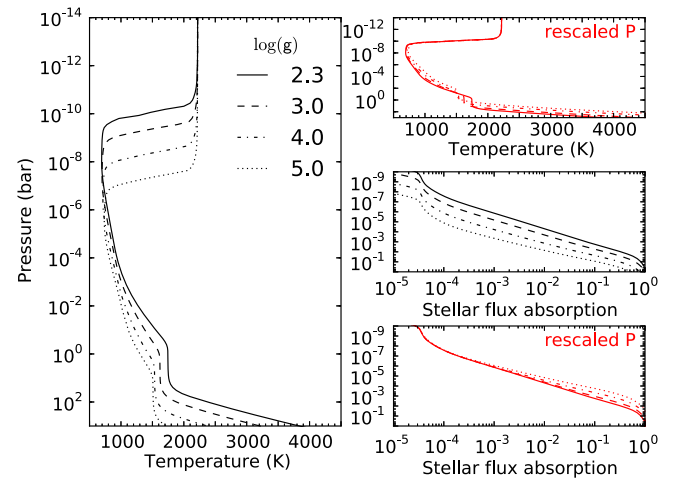 10^-14
10^-12
10^-10
10^-8
10^-6
10^-4
10^-2
10^0
10^2
Pressure (bar)
1000 2000 3000 4000
Temperature (K)
log(g)
2.3
3.0
4.0
5.0
10^-12
10^-8
10^-4
10^0
rescaled P
1000 2000 3000 4000
Temperature (K)
10^-9
10^-7
10^-5
10^-3
10^-1
10^-5 10^-4 10^-3 10^-2 10^-1 10^0
Stellar flux absorption
10^-9
10^-7
10^-5
10^-3
10^-1
rescaled P
10^-5 10^-4 10^-3 10^-2 10^-1 10^0
Stellar flux absorption